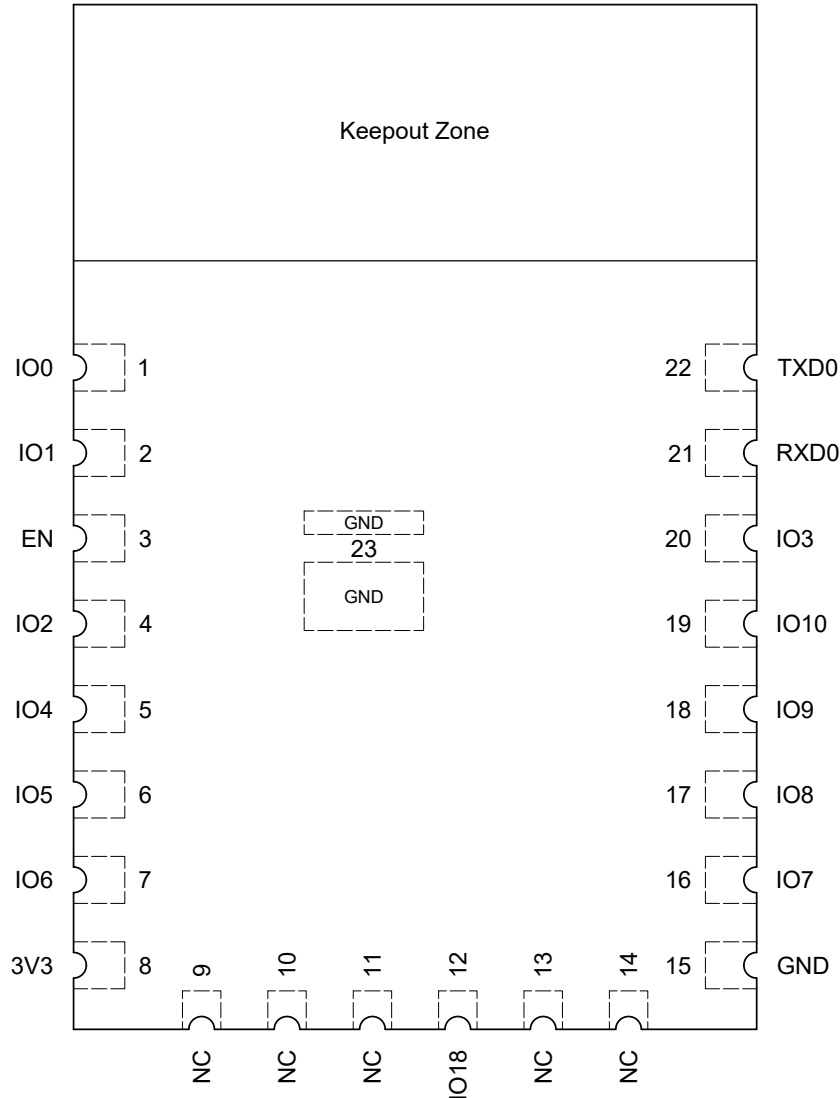 Keepout Zone
IO0 1 22 TXD0
IO1 2 21 RXD0
GND
EN 3 23 20 IO3
GND
IO2 4 19 IO10
IO4 5 18 IO9
IO5 6 17 IO8
IO6 7 16 IO7
3V3 8 9 10 11 12 13 14 15 GND
NC NC NC IO18 NC NC